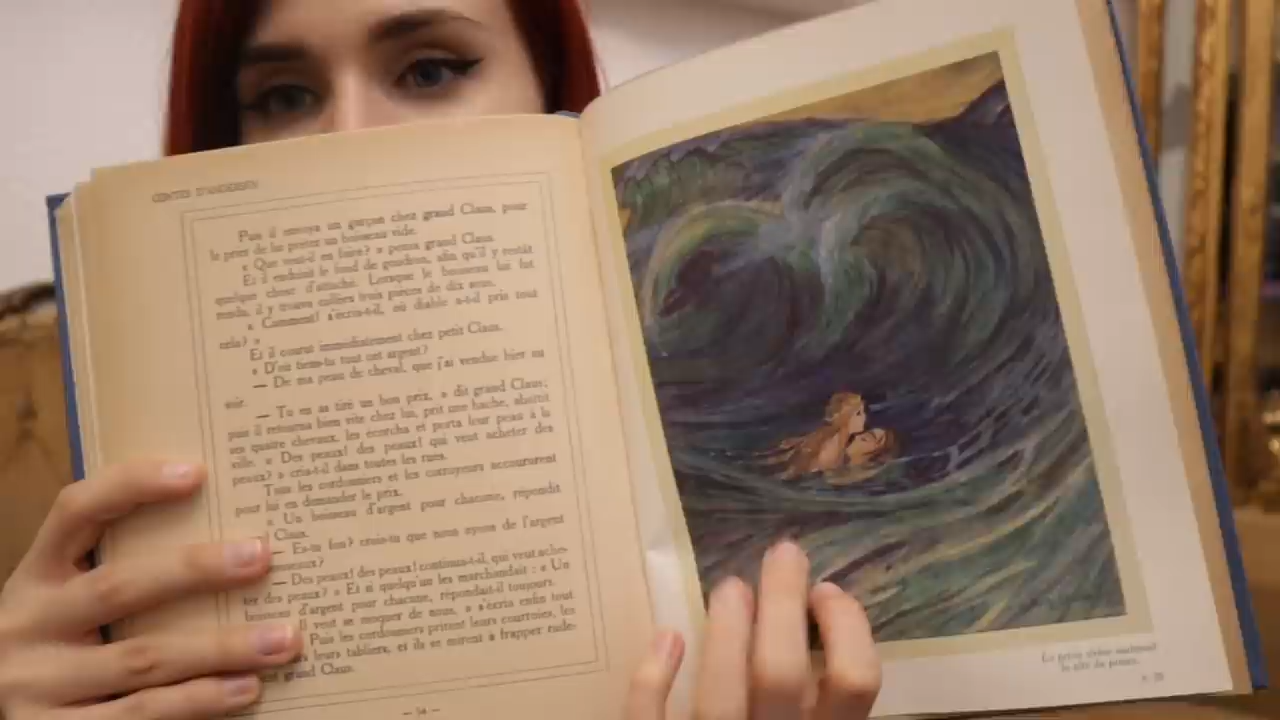 CONTES D'ANDERSEN
Puis il envoya un garçon chez grand Claus, pour
le prier de lui prêter un boisseau vide.
« Que veut-il en faire? » pensa grand Claus.
Et il enduisit le fond de goudron, afin qu'il y restât
quelque chose d'attaché. Lorsque le boisseau lui fut
rendu, il y trouva collées trois pièces de dix sous.
« Comment! s'écria-t-il, où diable a-t-il pris tout
cela? »
Et il courut immédiatement chez petit Claus.
« D'où tiens-tu tout cet argent?
— De ma peau de cheval, que j'ai vendue hier au
soir.
— Tu en as tiré un bon prix, » dit grand Claus;
puis il retourna bien vite chez lui, prit une hache, abattit
ses quatre chevaux, les écorcha et porta leur peau à la
ville. « Des peaux! des peaux! qui veut acheter des
peaux? » cria-t-il dans toutes les rues.
Tous les cordonniers et les corroyeurs accoururent
pour lui en demander le prix.
« Un boisseau d'argent pour chacune, répondit
Claus.
— Es-tu fou? crois-tu que nous ayons de l'argent
— Des peaux! des peaux! continua-t-il, qui veut ache-
ter des peaux? » Et si quelqu'un les marchandait : « Un
boisseau d'argent pour chacune, répondait-il toujours.
Il veut se moquer de nous, » s'écria enfin tout
Puis les cordonniers prirent leurs courroies, les
leurs tabliers, et ils se mirent à frapper rude-
grand Claus.
La petite sirène soutenait
la tête du prince.